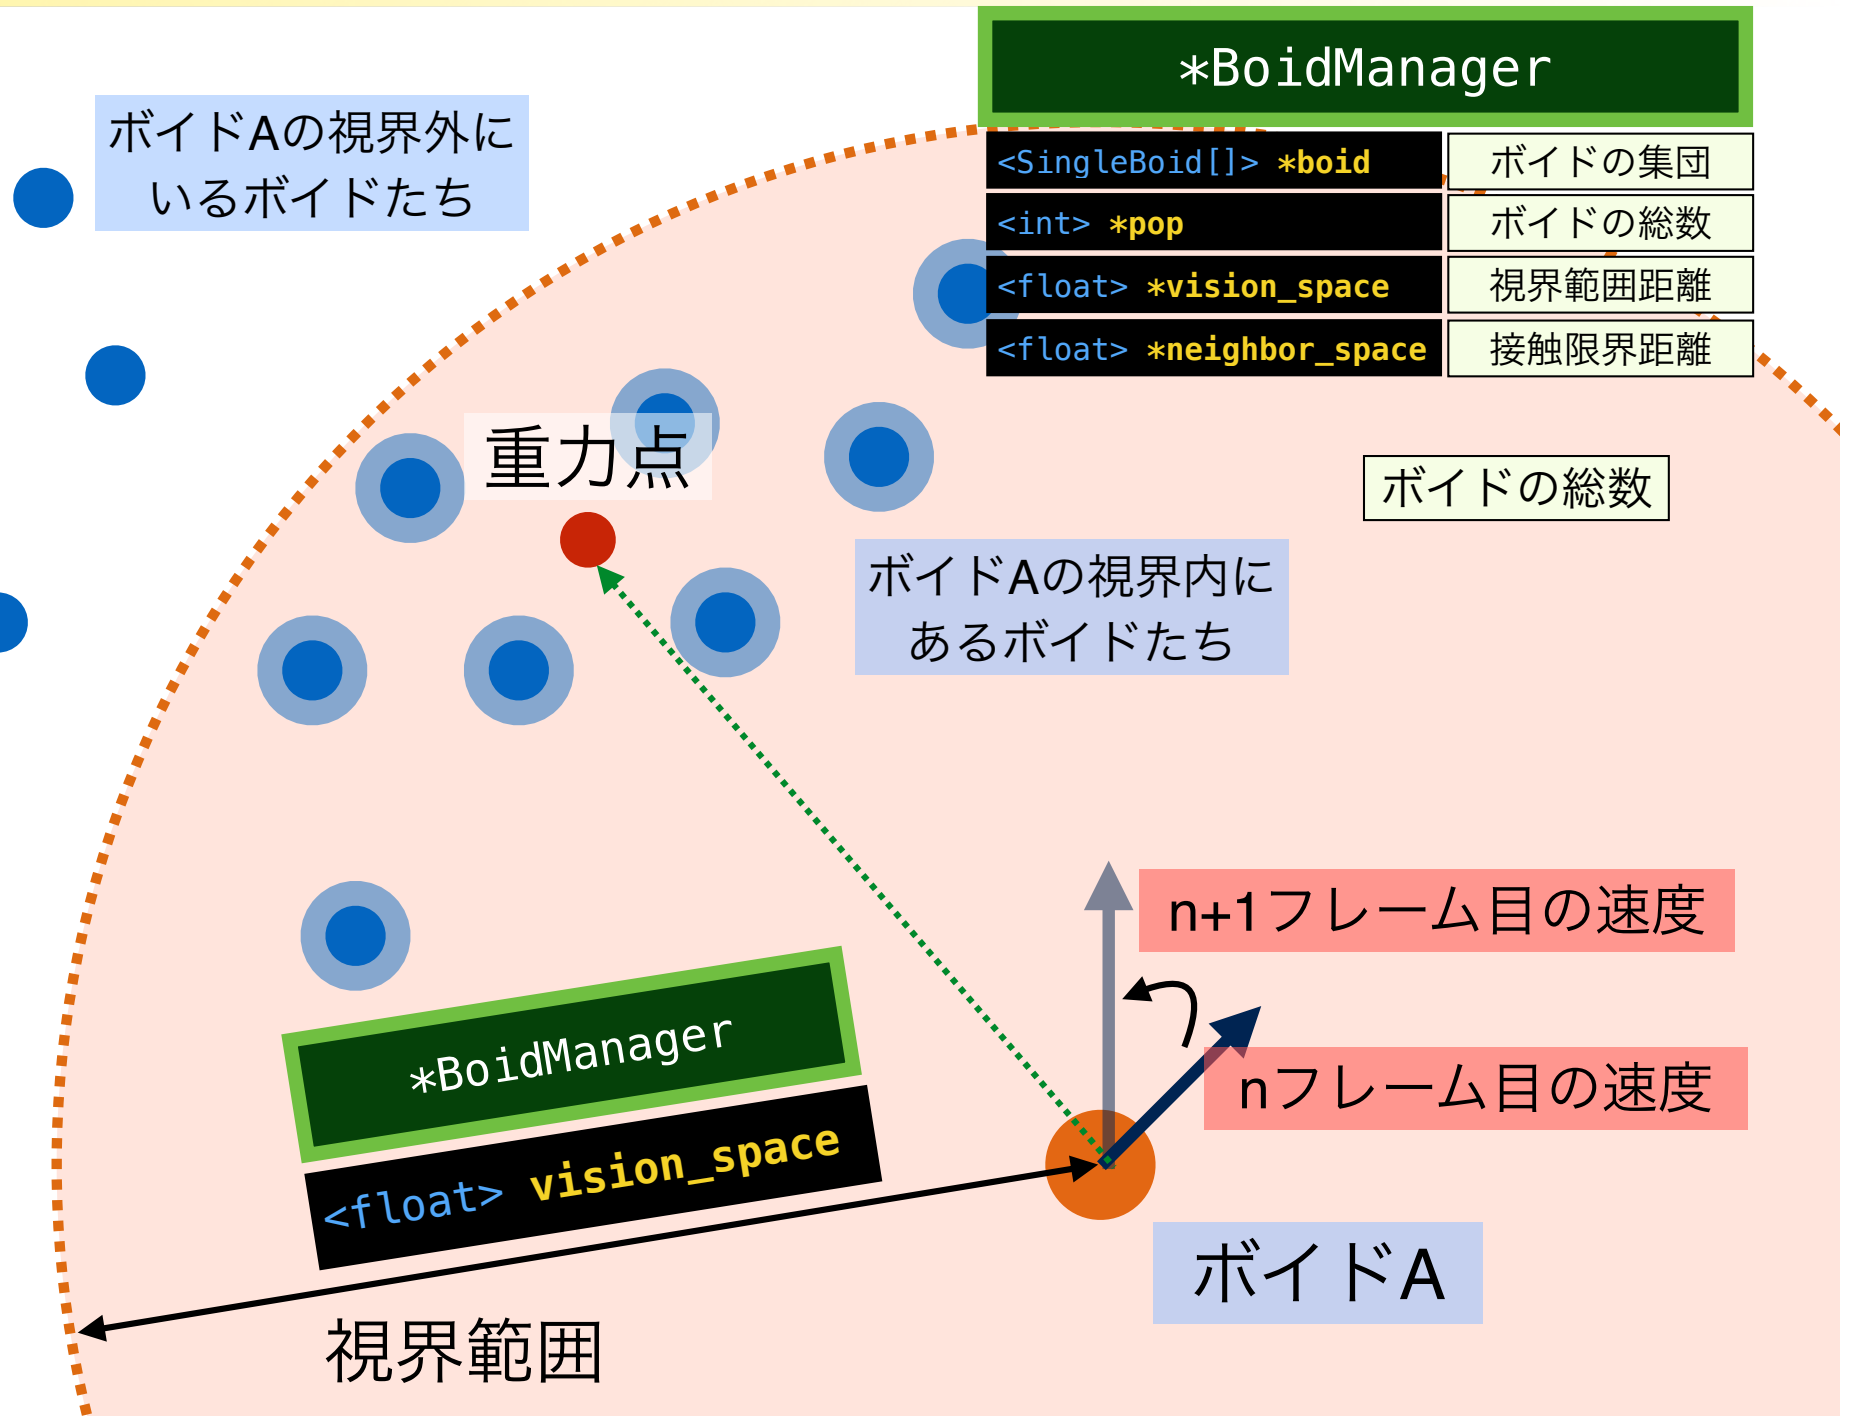 *BoidManager
<SingleBoid[]> *boid
ボイドの集団
<int> *pop
ボイドの総数
<float> *vision_space
視界範囲距離
<float> *neighbor_space
接触限界距離
ボイドAの視界外に
いるボイドたち
重力点
ボイドの総数
ボイドAの視界内に
あるボイドたち
n+1フレーム目の速度
nフレーム目の速度
*BoidManager
<float> vision_space
視界範囲
ボイドA